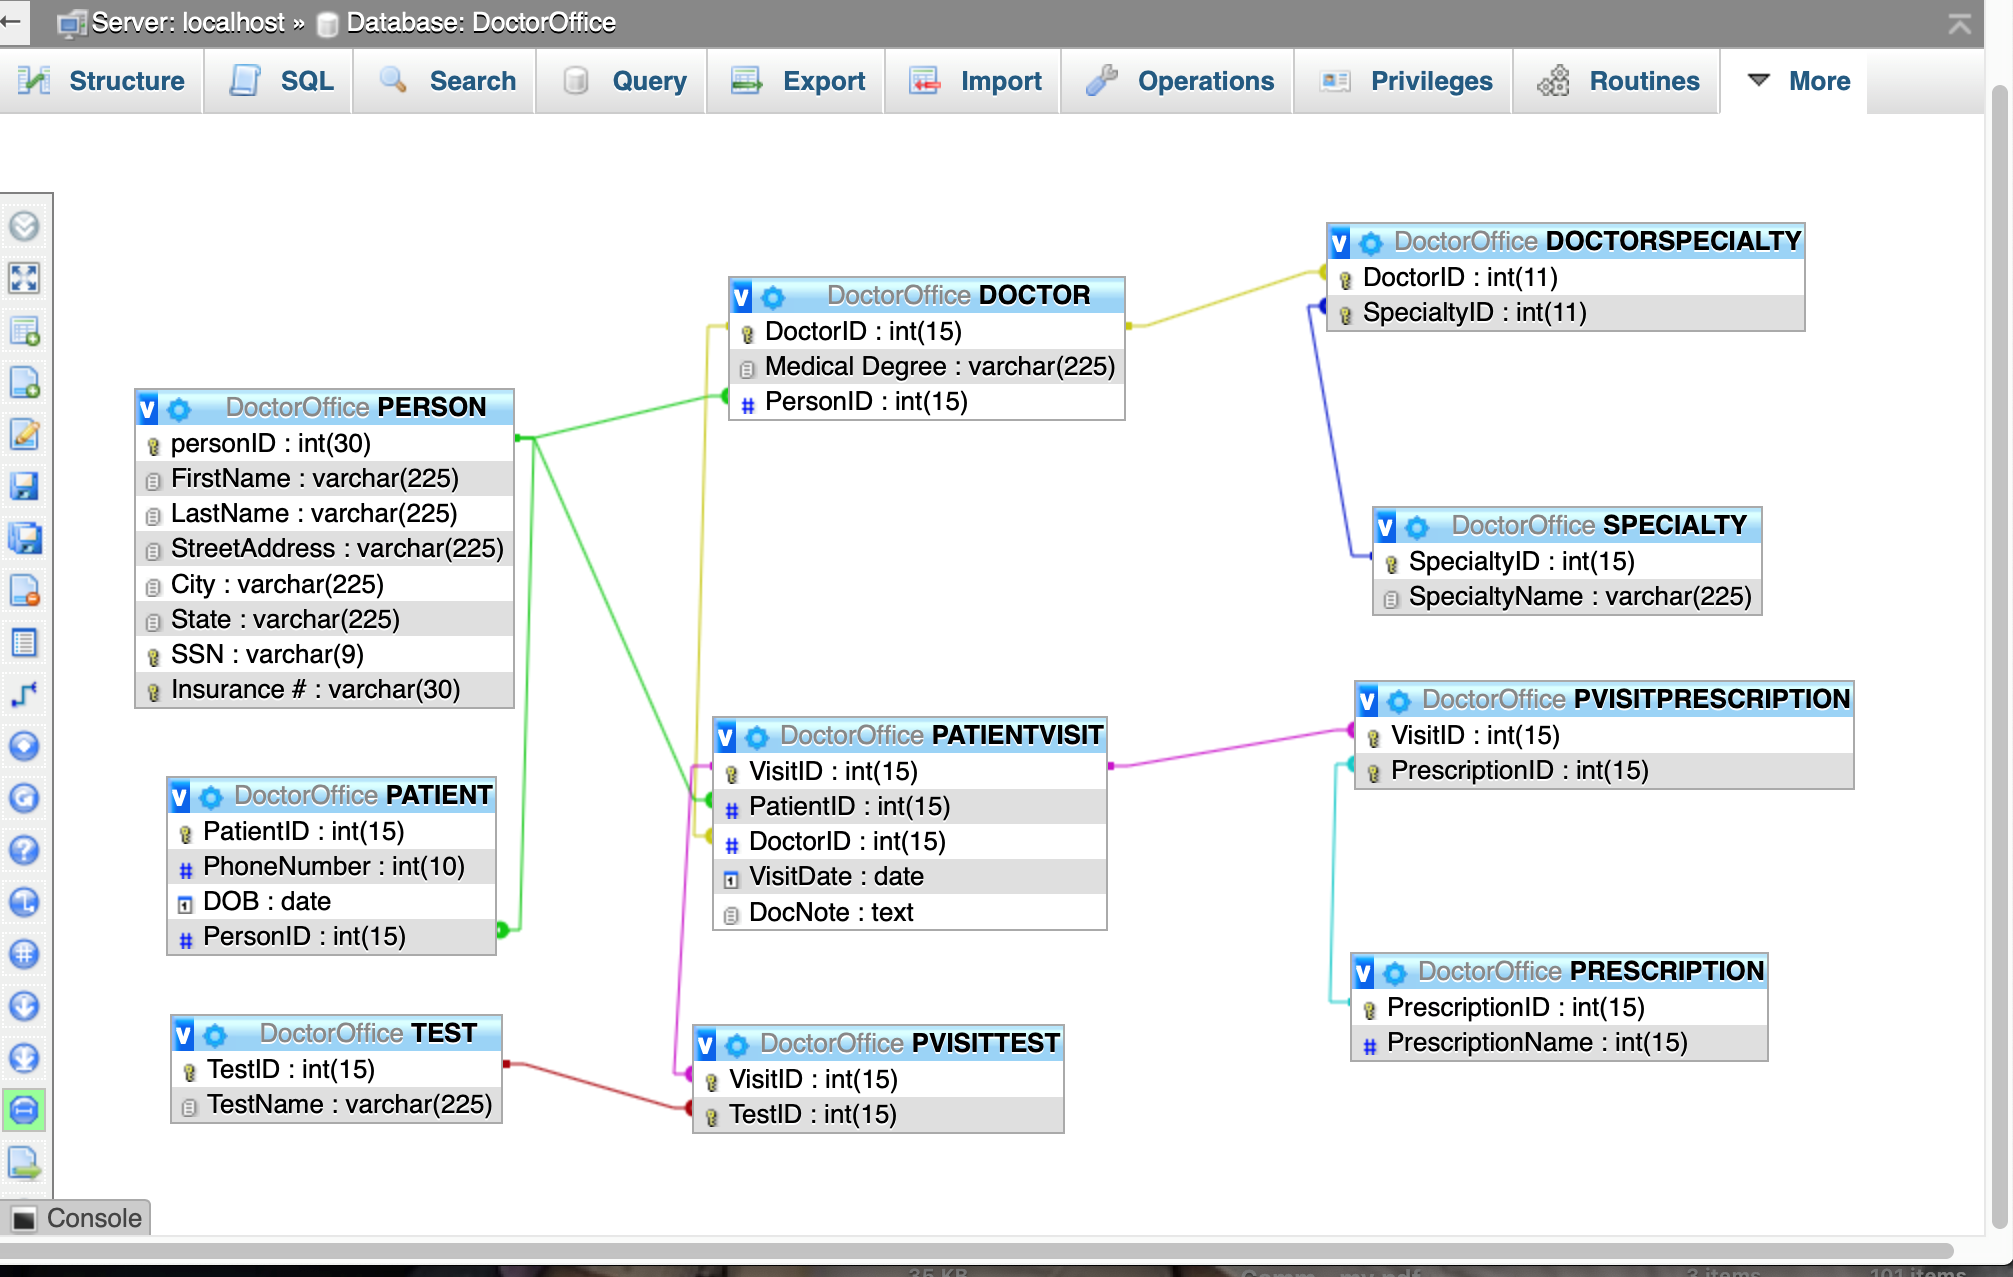 Server: localhost » Database: DoctorOffice
Structure SQL Search Query Export Import Operations Privileges Routines More
DoctorOffice DOCTORSPECIALTY
DoctorID : int(11)
SpecialtyID : int(11)
DoctorOffice DOCTOR
DoctorID : int(15)
Medical Degree : varchar(225)
PersonID : int(15)
DoctorOffice PERSON
personID : int(30)
FirstName : varchar(225)
LastName : varchar(225)
StreetAddress : varchar(225)
City : varchar(225)
State : varchar(225)
SSN : varchar(9)
Insurance # : varchar(30)
DoctorOffice SPECIALTY
SpecialtyID : int(15)
SpecialtyName : varchar(225)
DoctorOffice PVISITPRESCRIPTION
VisitID : int(15)
PrescriptionID : int(15)
DoctorOffice PATIENTVISIT
VisitID : int(15)
PatientID : int(15)
DoctorID : int(15)
VisitDate : date
DocNote : text
DoctorOffice PATIENT
PatientID : int(15)
PhoneNumber : int(10)
DOB : date
PersonID : int(15)
DoctorOffice PRESCRIPTION
PrescriptionID : int(15)
PrescriptionName : int(15)
DoctorOffice TEST
TestID : int(15)
TestName : varchar(225)
DoctorOffice PVISITTEST
VisitID : int(15)
TestID : int(15)
Console